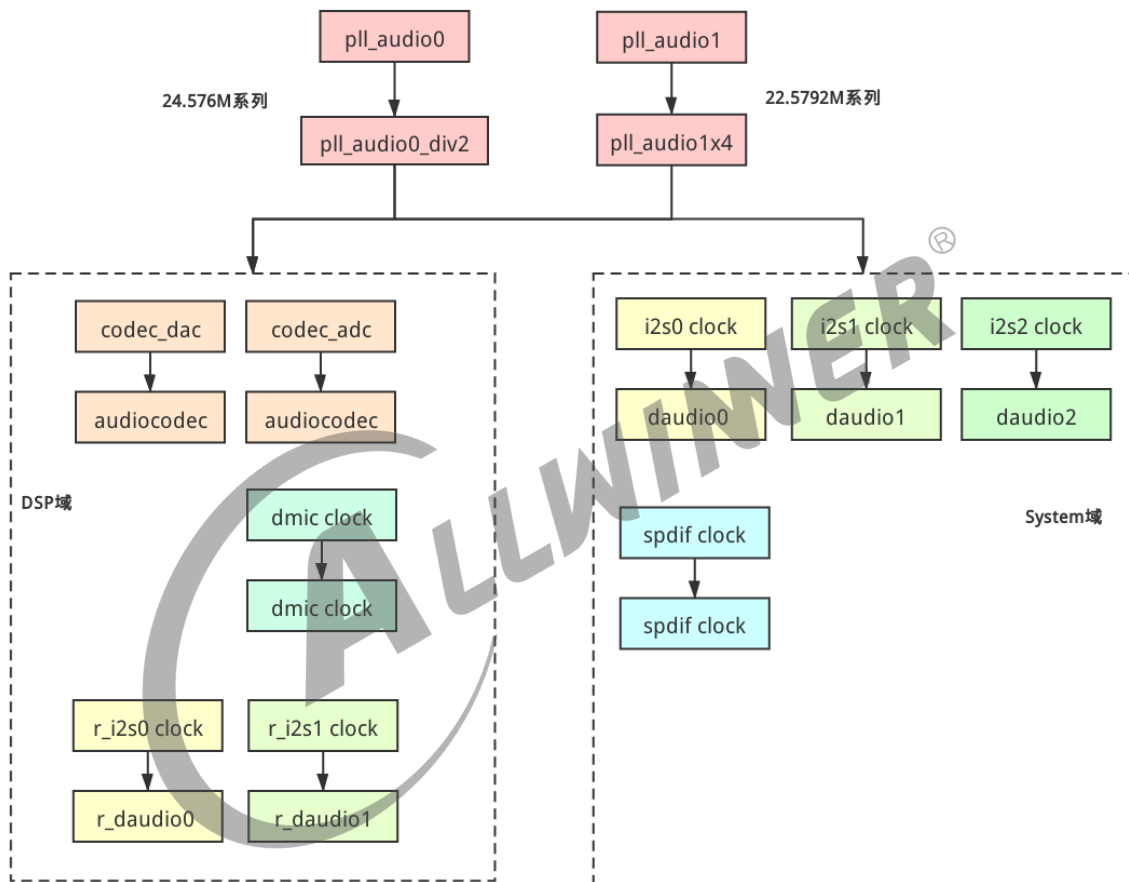 pll_audio0
pll_audio1
24.576M系列
22.5792M系列
pll_audio0_div2
pll_audio1x4
codec_dac
codec_adc
audiocodec
audiocodec
DSP域
dmic clock
dmic clock
r_i2s0 clock
r_i2s1 clock
r_daudio0
r_daudio1
i2s0 clock
i2s1 clock
i2s2 clock
daudio0
daudio1
daudio2
System域
spdif clock
spdif clock
ALLWINNER®